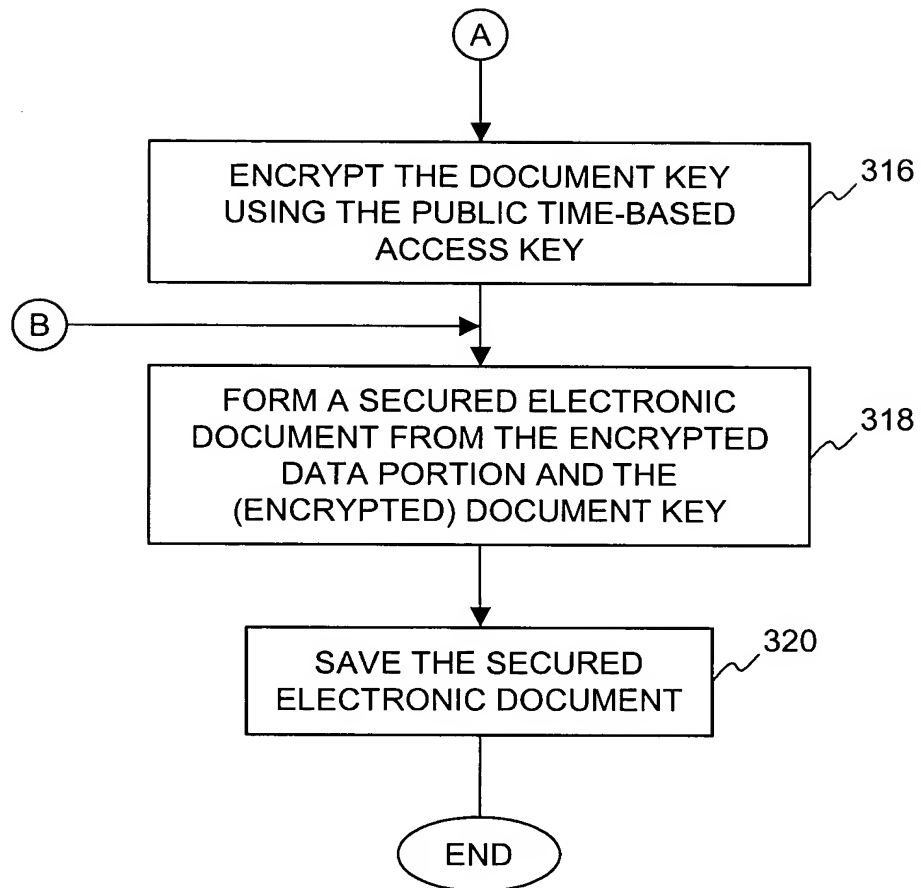 A
ENCRYPT THE DOCUMENT KEY
USING THE PUBLIC TIME-BASED
ACCESS KEY
316
B
FORM A SECURED ELECTRONIC
DOCUMENT FROM THE ENCRYPTED
DATA PORTION AND THE
(ENCRYPTED) DOCUMENT KEY
318
SAVE THE SECURED
ELECTRONIC DOCUMENT
320
END